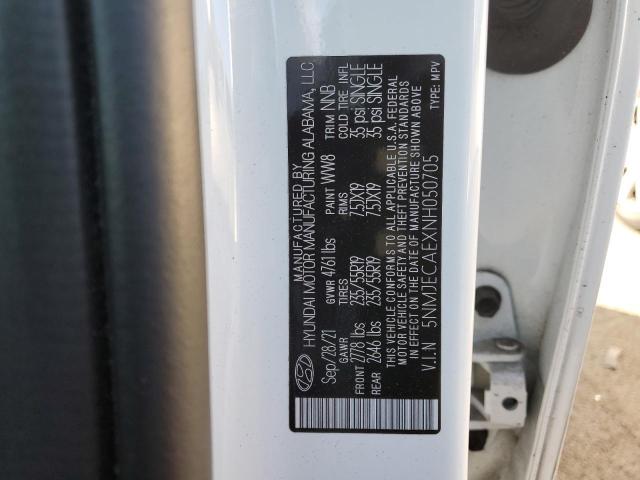 MANUFACTURED BY
HYUNDAI MOTOR MANUFACTURING ALABAMA, LLC
Sep/28/21 GVWR 4761lbs PAINT WW8 TRIM NNB
GAWR TIRES RIMS COLD TIRE INFL
FRONT 2778 lbs 235/55R19 7.5JX19 35 psi SINGLE
REAR 2646 lbs 235/55R19 7.5JX19 35 psi SINGLE
THIS VEHICLE CONFORMS TO ALL APPLICABLE U.S.A. FEDERAL
MOTOR VEHICLE SAFETY AND THEFT PREVENTION STANDARDS
IN EFFECT ON THE DATE OF MANUFACTURE SHOWN ABOVE
V.I.N 5NMJECAEXNH050705 TYPE: MPV